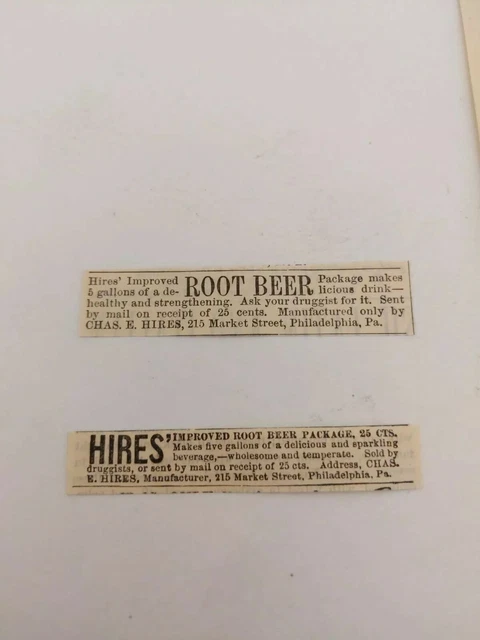 Hires' Improved ROOT BEER Package makes
5 gallons of a de- licious drink—
healthy and strengthening. Ask your druggist for it. Sent
by mail on receipt of 25 cents. Manufactured only by
CHAS. E. HIRES, 215 Market Street, Philadelphia, Pa.
HIRES' IMPROVED ROOT BEER PACKAGE, 25 CTS.
Makes five gallons of a delicious and sparkling
beverage,—wholesome and temperate. Sold by
druggists, or sent by mail on receipt of 25 cts. Address, CHAS.
E. HIRES, Manufacturer, 215 Market Street, Philadelphia, Pa.